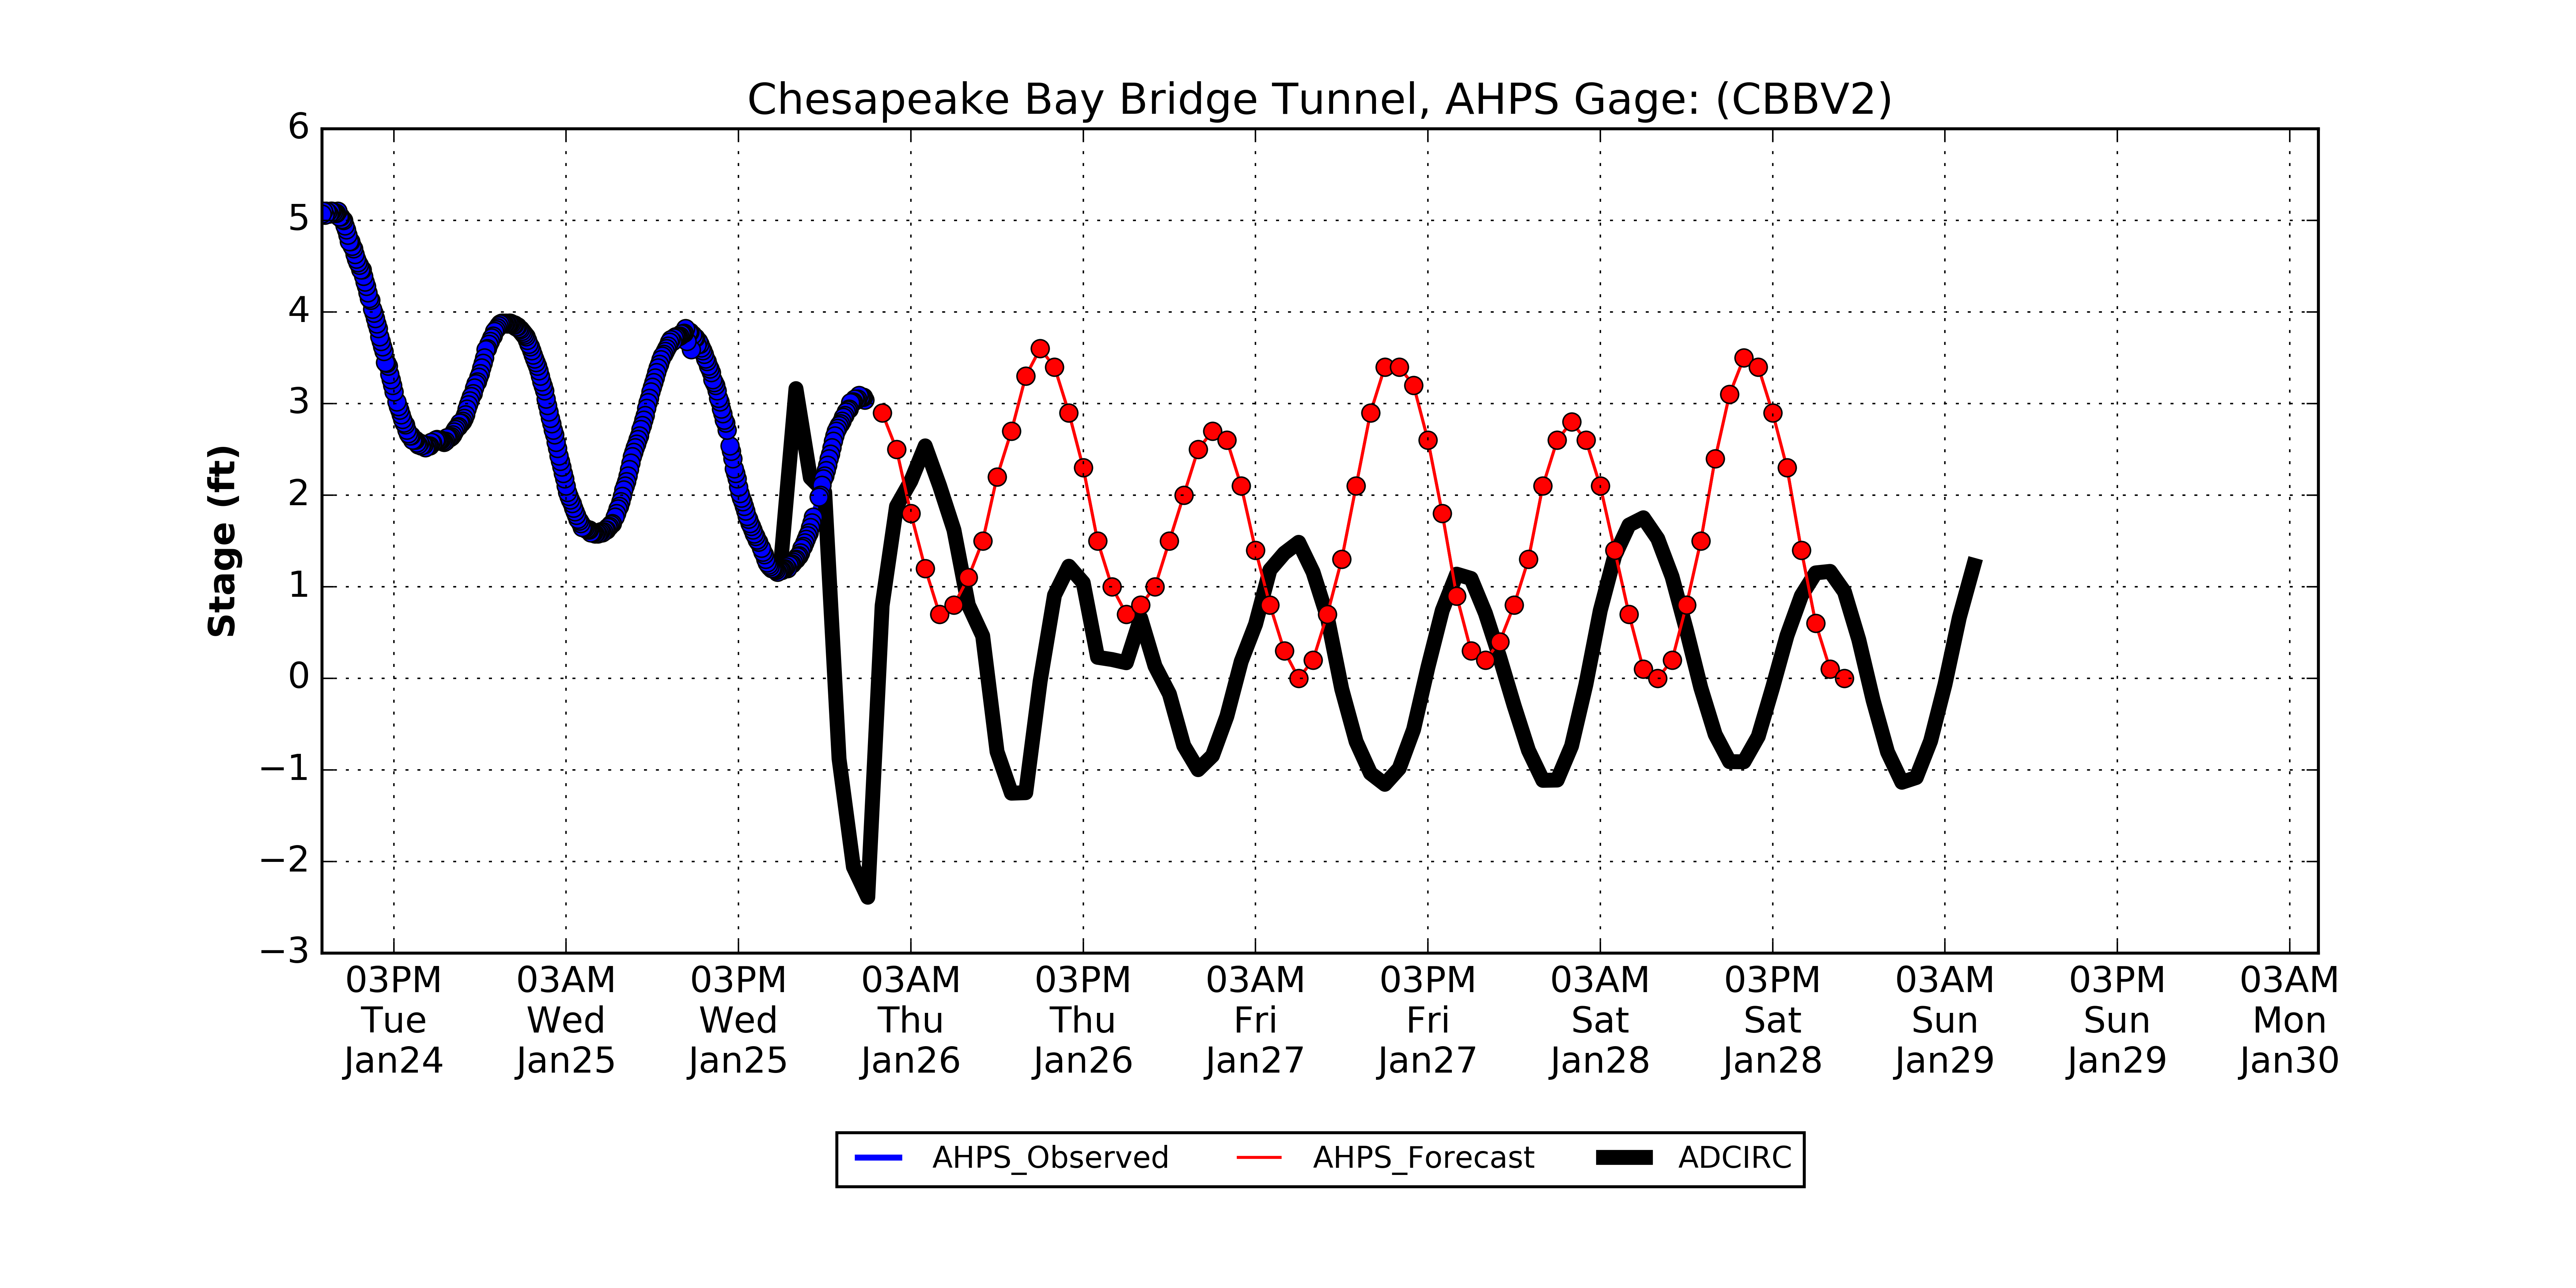 Chesapeake Bay Bridge Tunnel, AHPS Gage: (CBBV2)
6
5
4
3
2
1
0
−1
−2
−3
Stage (ft)
03PM 03AM 03PM 03AM 03PM 03AM 03PM 03AM 03PM 03AM 03PM 03AM
Tue Wed Wed Thu Thu Fri Fri Sat Sat Sun Sun Mon
Jan24 Jan25 Jan25 Jan26 Jan26 Jan27 Jan27 Jan28 Jan28 Jan29 Jan29 Jan30
AHPS_Observed AHPS_Forecast ADCIRC